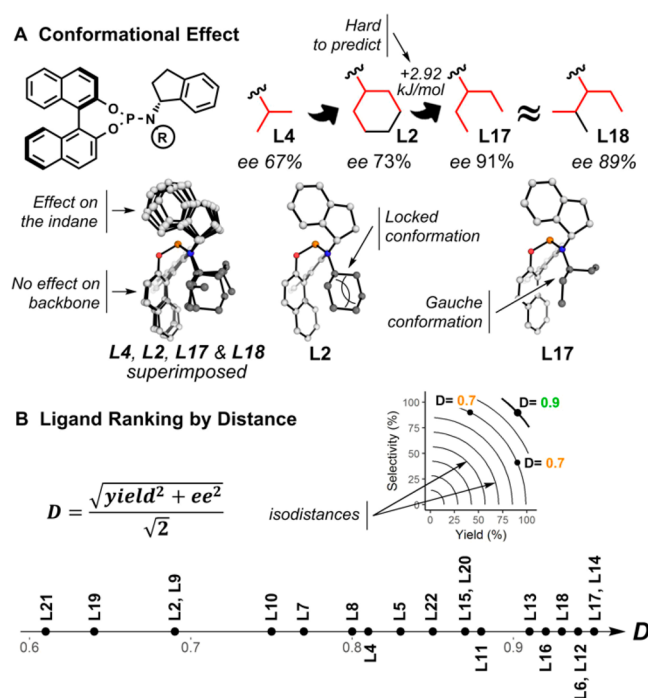 A Conformational Effect
Hard
to predict
+2.92
kJ/mol
O
O
P
N
R
L4
L2
L17
≈
L18
ee 67%
ee 73%
ee 91%
ee 89%
Effect on
the indane
Locked
conformation
No effect on
backbone
Gauche
conformation
L4, L2, L17 & L18
superimposed
L2
L17
B Ligand Ranking by Distance
D = √(yield² + ee²) / √2
isodistances
D= 0.7
D= 0.9
D= 0.7
Selectivity (%)
100
75
50
25
0
0 25 50 75 100
Yield (%)
L21
L19
L2, L9
L10
L7
L8
L4
L5
L22
L15, L20
L11
L13
L16
L18
L6, L12
L17, L14
D
0.6 0.7 0.8 0.9